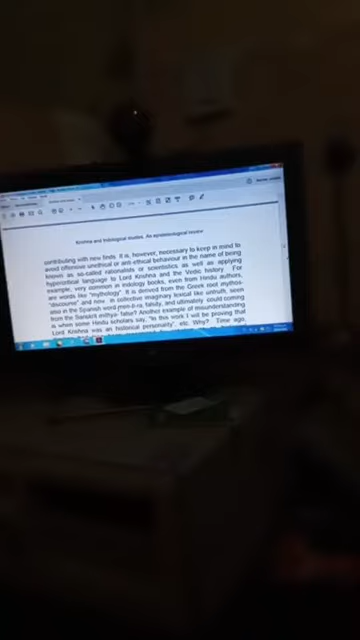 Krishna and Indological studies. An epistemological review
contributing with new finds. It is, however, necessary to keep in mind to
avoid offensive unethical or anti-ethical behaviour in the name of being
known as so-called rationalists or scientistics as well as applying
hyperpolitical language to Lord Krishna and the Vedic history. For
example, very common in indology books, even from Hindu authors,
are words like "mythology". It is derived from the Greek root mythos-
"discourse" and now in collective imaginary lexical like untruth, seem
also in the Spanish word men-ti-ra, falsity, and ultimately could coming
from the Sanskrit mithya- false? Another example of misunderstanding
is when some Hindu scholars say, "In this work I will be proving that
Lord Krishna was an historical personality", etc. Why? Time ago,